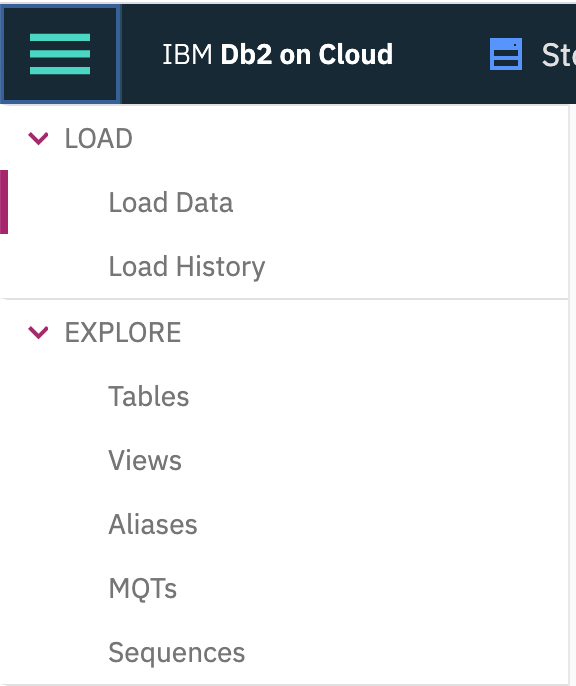 IBM Db2 on Cloud
LOAD
Load Data
Load History
EXPLORE
Tables
Views
Aliases
MQTs
Sequences